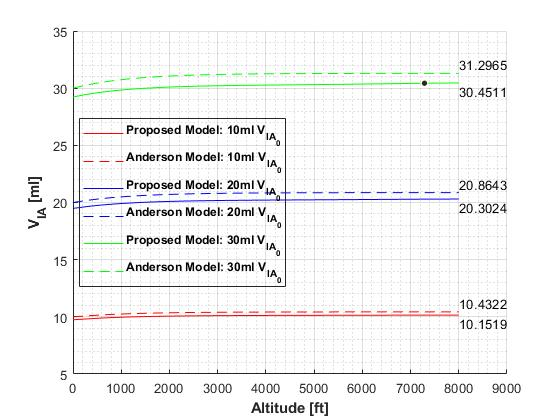 35
30
25
20
15
10
5
V_IA [ml]
31.2965
30.4511
Proposed Model: 10ml V_IA_0
Anderson Model: 10ml V_IA_0
Proposed Model: 20ml V_IA_0
Anderson Model: 20ml V_IA_0
Proposed Model: 30ml V_IA_0
Anderson Model: 30ml V_IA_0
20.8643
20.3024
10.4322
10.1519
0 1000 2000 3000 4000 5000 6000 7000 8000 9000
Altitude [ft]